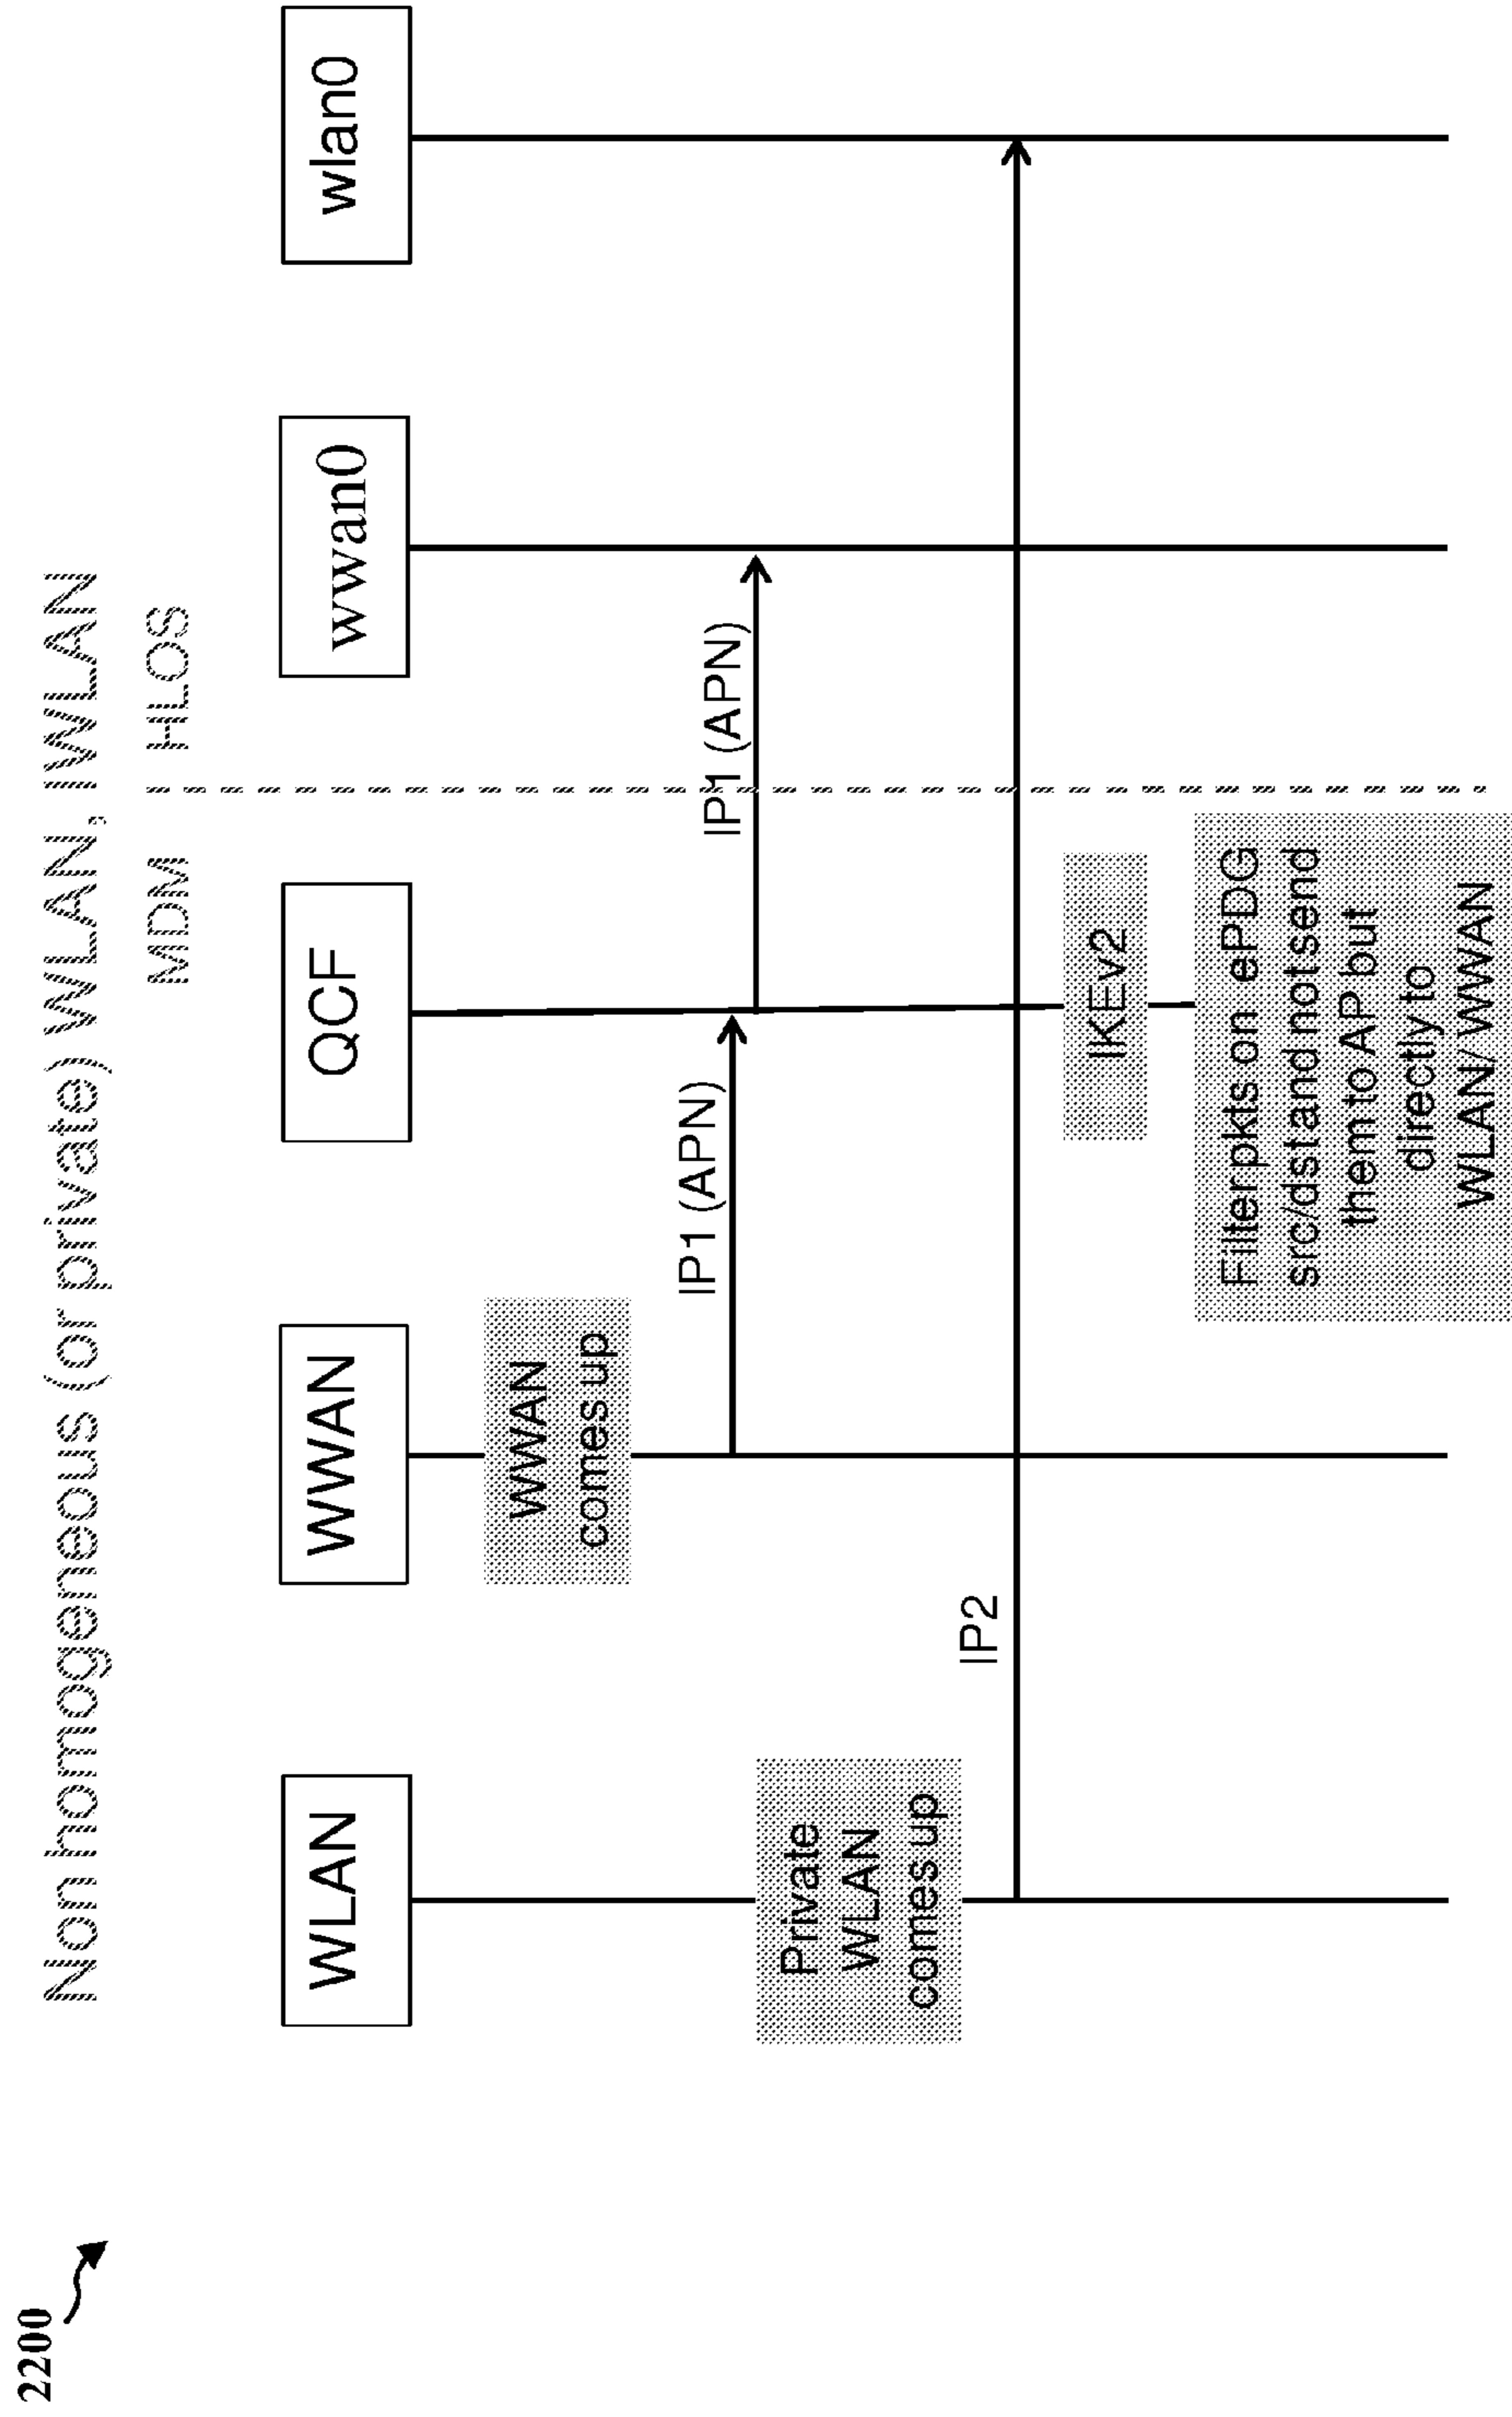 2200
Non homogeneous (or private) WLAN, IWLAN
MDM
HLOS
WLAN
WWAN
QCF
wwan0
wlan0
WWAN
comes up
IP1 (APN)
IP1 (APN)
Private
WLAN
comes up
IP2
IKEv2
Filter pkts on ePDG
src/dst and not send
them to AP but
directly to
WLAN/WWAN